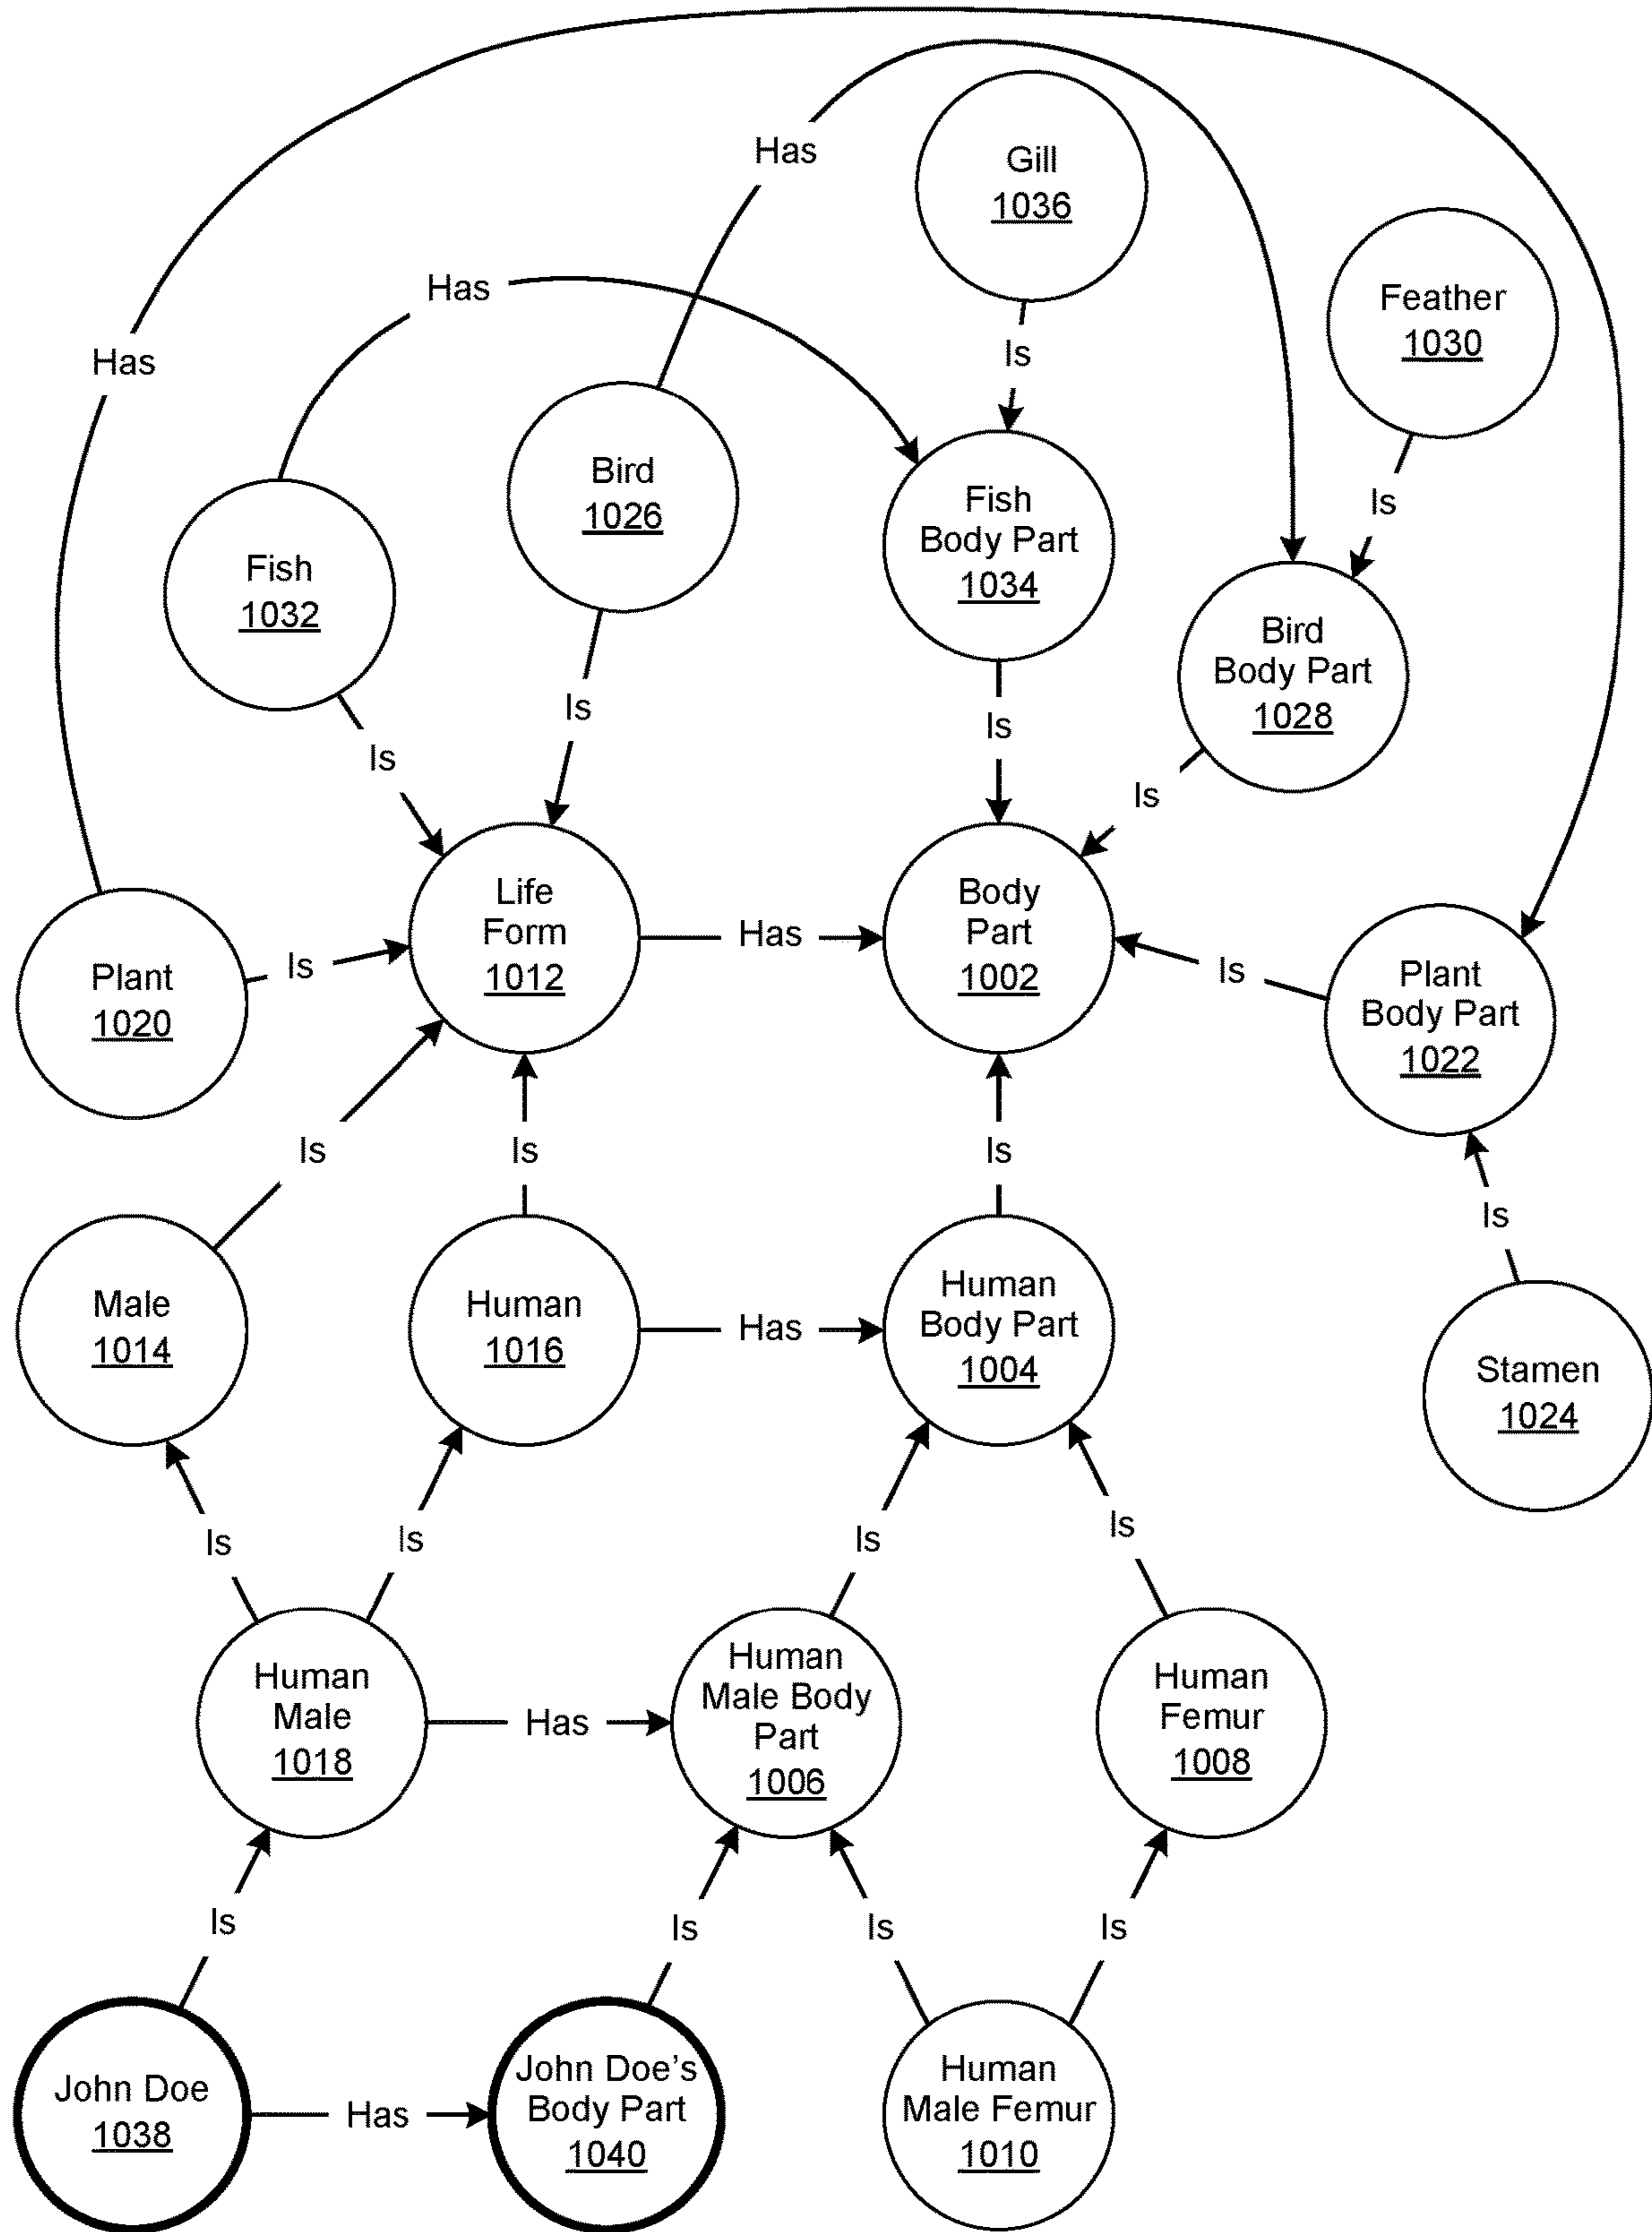 Has
Gill
1036
Has
Feather
1030
Has
Is
Bird
1026
Fish
Body Part
1034
Is
Fish
1032
Bird
Body Part
1028
Is
Is
Is
Is
Life
Form
1012
Has
Body
Part
1002
Is
Plant
1020
Is
Plant
Body Part
1022
Is
Is
Is
Is
Male
1014
Human
1016
Has
Human
Body Part
1004
Stamen
1024
Is
Is
Is
Is
Human
Male
1018
Has
Human
Male Body
Part
1006
Human
Femur
1008
Is
Is
Is
Is
John Doe
1038
Has
John Doe’s
Body Part
1040
Human
Male Femur
1010